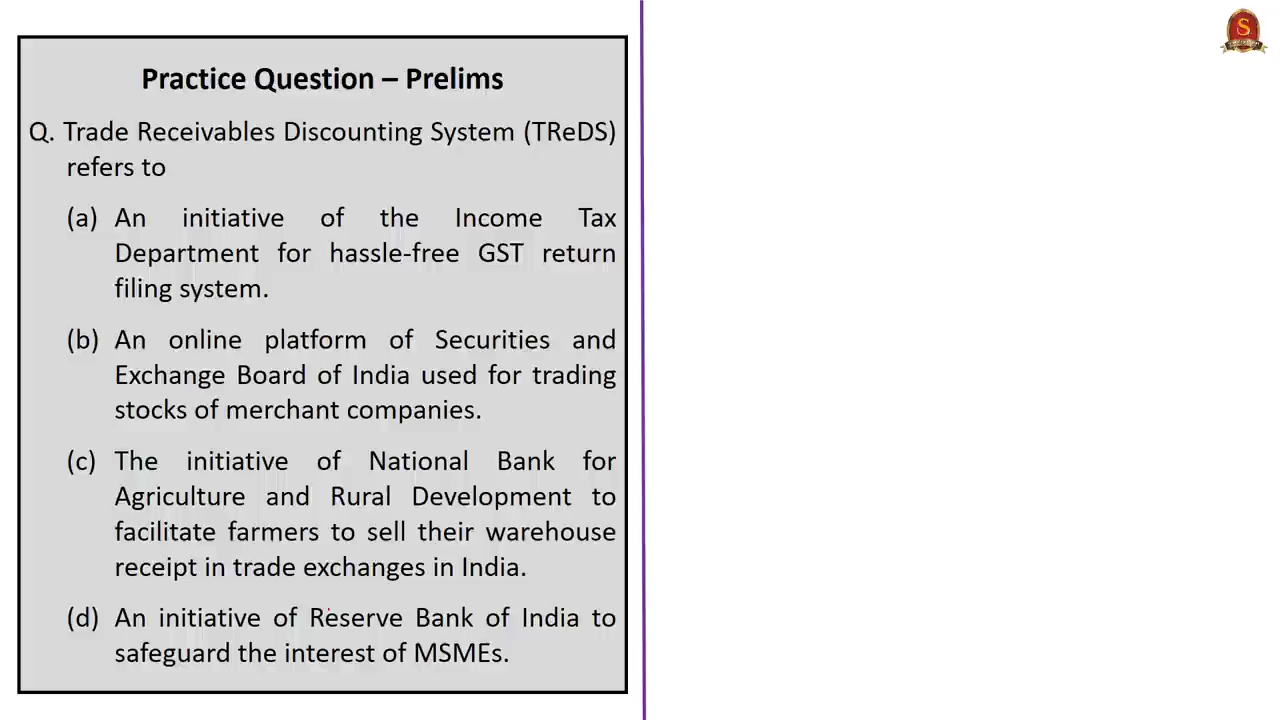 Practice Question – Prelims
Q. Trade Receivables Discounting System (TReDS)
refers to
(a) An initiative of the Income Tax
Department for hassle-free GST return
filing system.
(b) An online platform of Securities and
Exchange Board of India used for trading
stocks of merchant companies.
(c) The initiative of National Bank for
Agriculture and Rural Development to
facilitate farmers to sell their warehouse
receipt in trade exchanges in India.
(d) An initiative of Reserve Bank of India to
safeguard the interest of MSMEs.
S